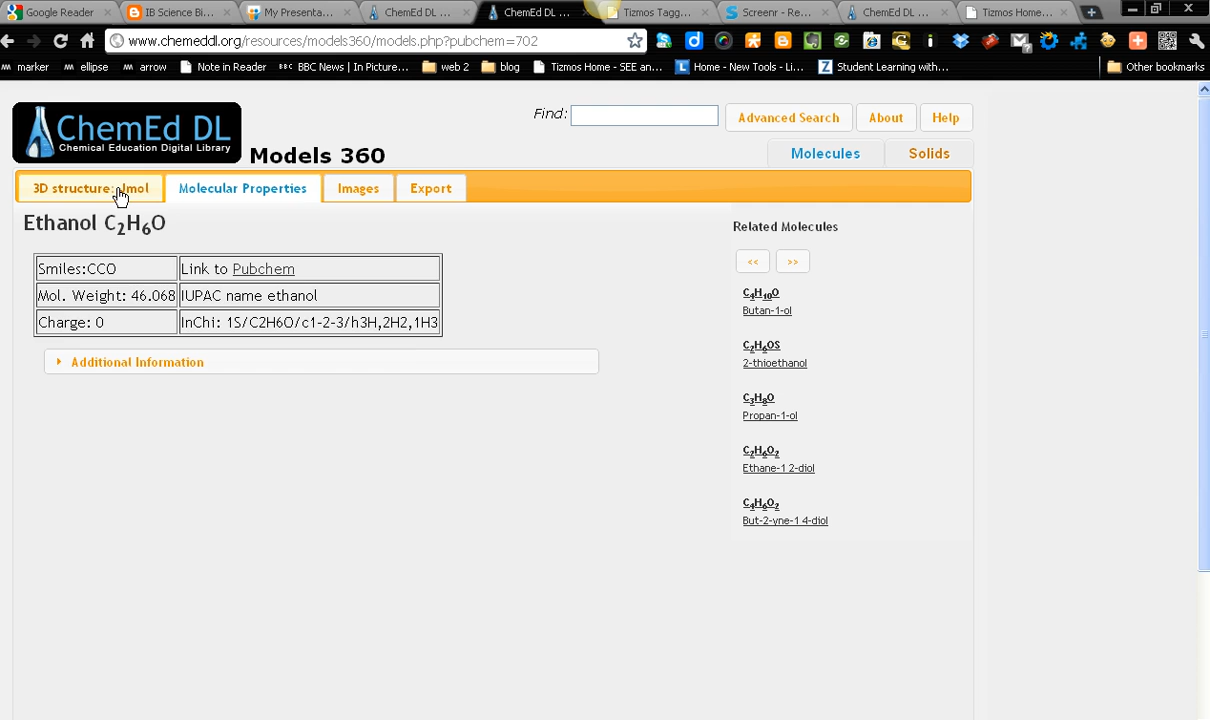 Google Reader
IB Science Bi...
My Presenta...
ChemEd DL ...
ChemEd DL ...
Tizmos Tagg...
Screenr - Re...
ChemEd DL ...
Tizmos Home...
www.chemeddl.org/resources/models360/models.php?pubchem=702
marker
ellipse
arrow
Note in Reader
BBC BBC News | In Picture...
web 2
blog
Tizmos Home - SEE an...
Home - New Tools - Li...
Student Learning with...
Other bookmarks
ChemEd DL
Chemical Education Digital Library
Models 360
Find:
Advanced Search
About
Help
Molecules
Solids
3D structure: Jmol
Molecular Properties
Images
Export
Ethanol C₂H₆O
Related Molecules
Smiles:CCO
Link to Pubchem
Mol. Weight: 46.068
IUPAC name ethanol
Charge: 0
InChi: 1S/C2H6O/c1-2-3/h3H,2H2,1H3
Additional Information
<<
>>
C₄H₁₀O
Butan-1-ol
C₂H₆OS
2-thioethanol
C₃H₈O
Propan-1-ol
C₂H₆O₂
Ethane-1 2-diol
C₄H₆O₂
But-2-yne-1 4-diol